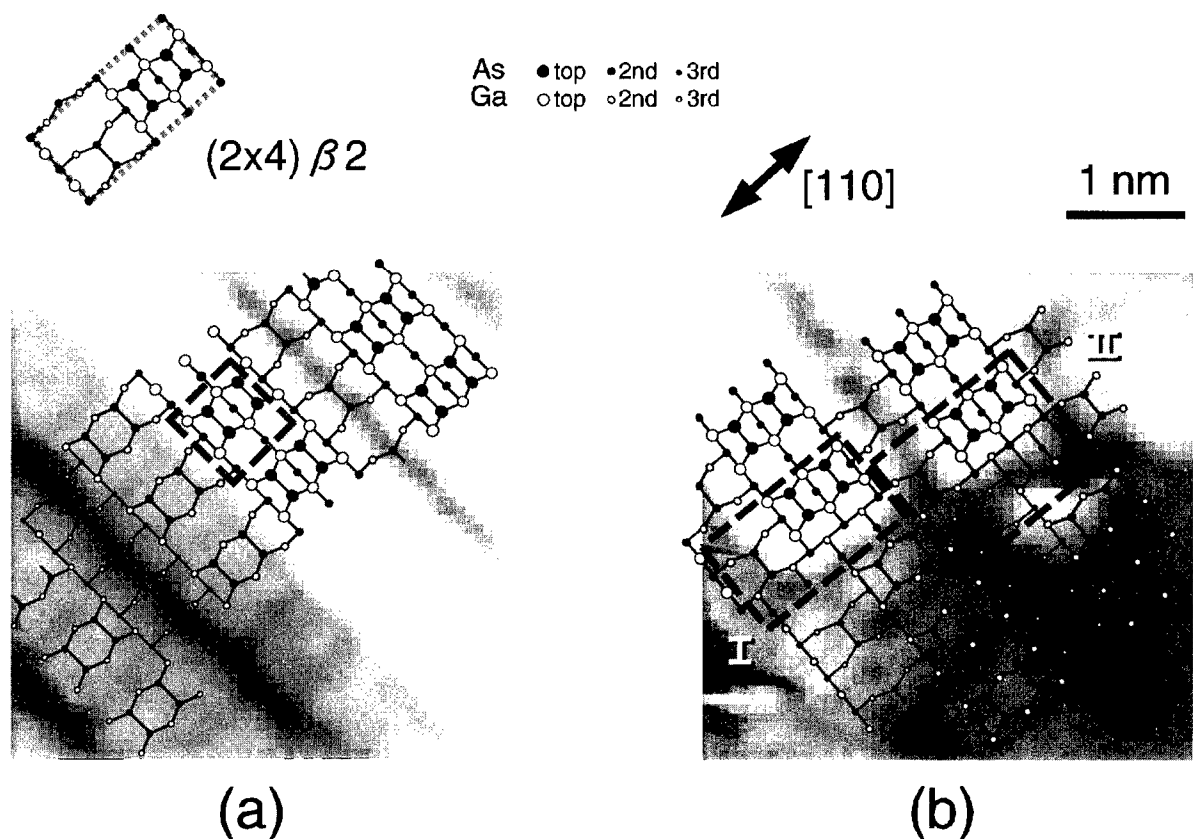 As ●top •2nd ·3rd
Ga ○top ○2nd ○3rd
(2x4) β2
[110]
1 nm
II
I
(a)
(b)